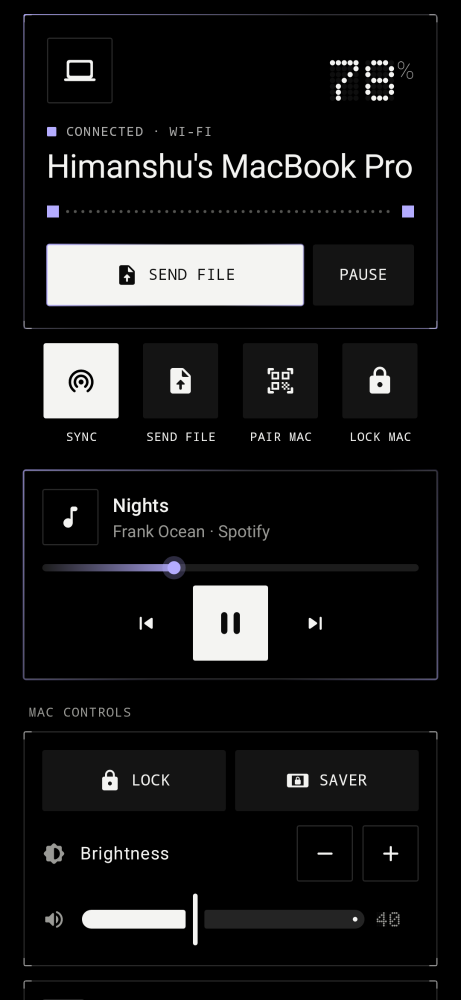 78%
CONNECTED · WI-FI
Himanshu's MacBook Pro
SEND FILE
PAUSE
SYNC
SEND FILE
PAIR MAC
LOCK MAC
Nights
Frank Ocean · Spotify
MAC CONTROLS
LOCK
SAVER
Brightness
40